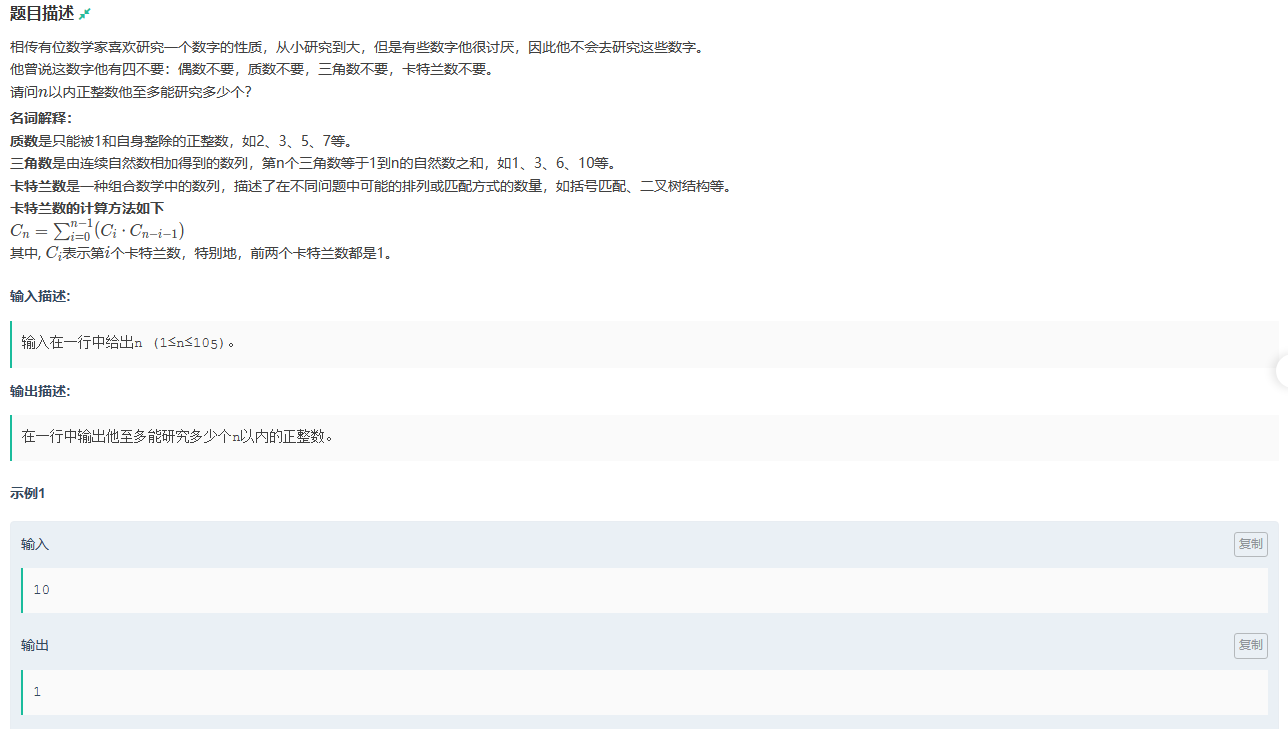 题目描述
相传有位数学家喜欢研究一个数字的性质，从小研究到大，但是有些数字他很讨厌，因此他不会去研究这些数字。
他曾说这数字他有四不要：偶数不要，质数不要，三角数不要，卡特兰数不要。
请问n以内正整数他至多能研究多少个？
名词解释：
质数是只能被1和自身整除的正整数，如2、3、5、7等。
三角数是由连续自然数相加得到的数列，第n个三角数等于1到n的自然数之和，如1、3、6、10等。
卡特兰数是一种组合数学中的数列，描述了在不同问题中可能的排列或匹配方式的数量，如括号匹配、二叉树结构等。
卡特兰数的计算方法如下
$C_n = \sum_{i=0}^{n-1}(C_i \cdot C_{n-i-1})$
其中, $C_i$表示第$i$个卡特兰数，特别地，前两个卡特兰数都是1。
输入描述:
输入在一行中给出n (1≤n≤10₅) 。
输出描述:
在一行中输出他至多能研究多少个n以内的正整数。
示例1
输入
复制
10
输出
复制
1